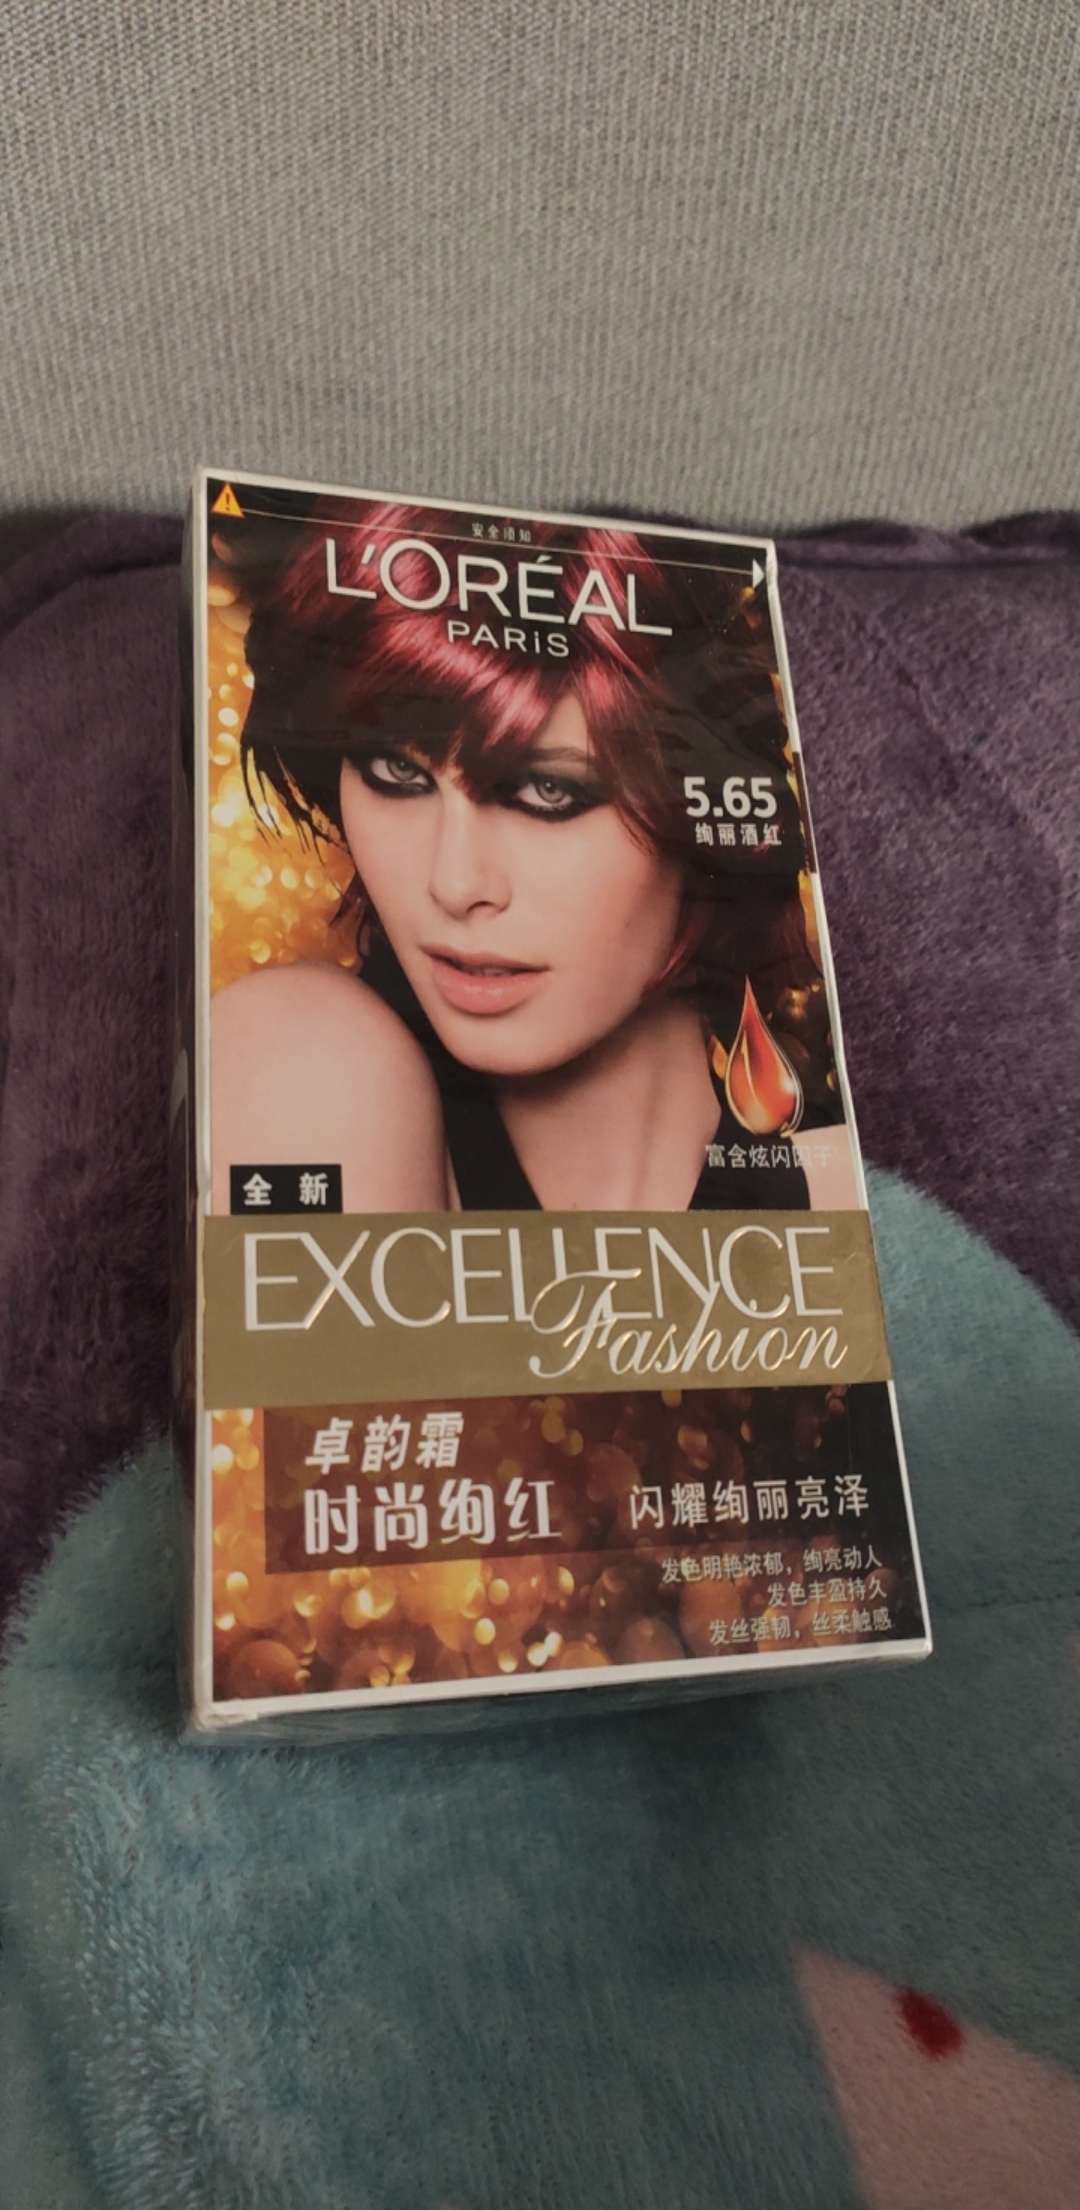 安全须知
L'ORÉAL
PARiS
5.65
绚丽酒红
富含炫闪因子
全新
EXCELLENCE
Fashion
卓韵霜
时尚绚红
闪耀绚丽亮泽
发色明艳浓郁，绚亮动人
发色丰盈持久
发丝强韧，丝柔触感